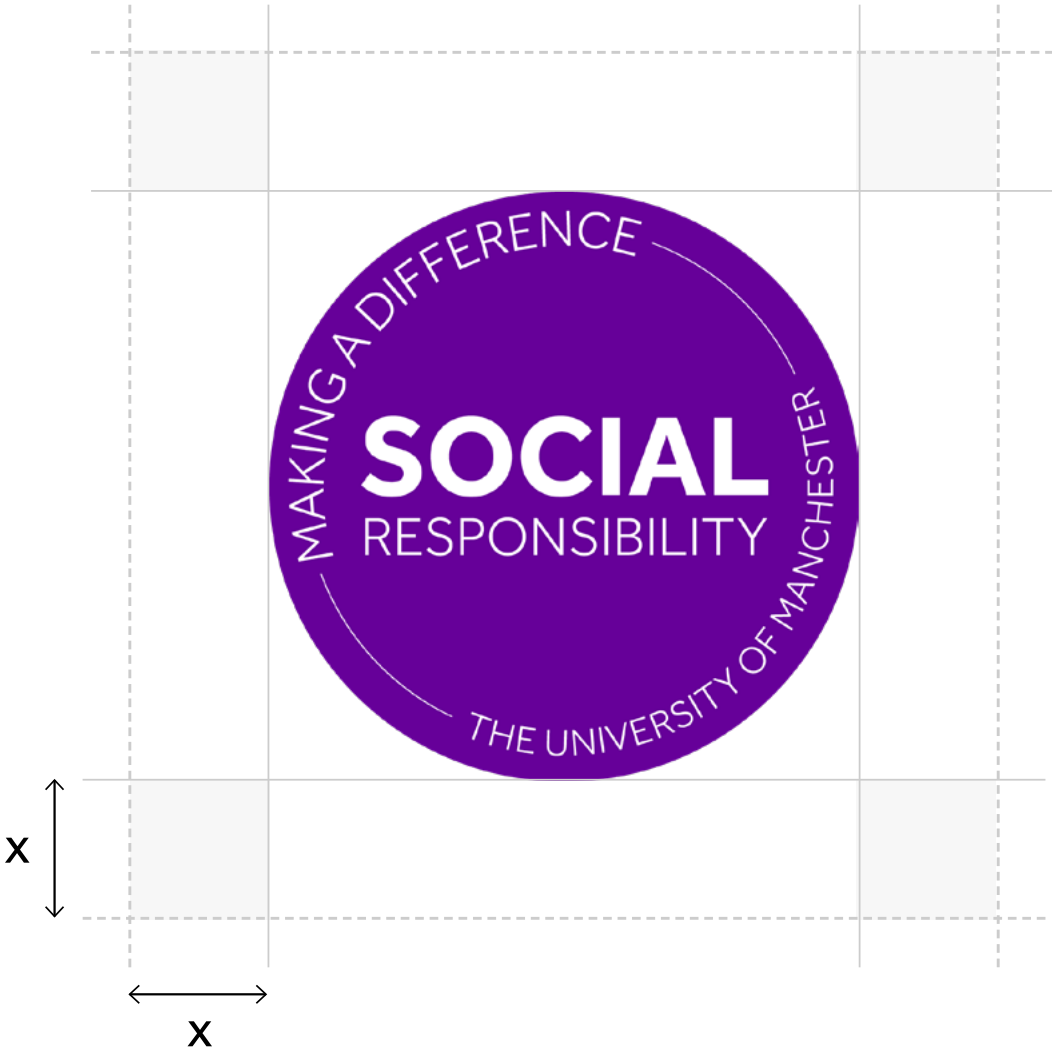 MAKING A DIFFERENCE
SOCIAL
RESPONSIBILITY
THE UNIVERSITY OF MANCHESTER
X
X